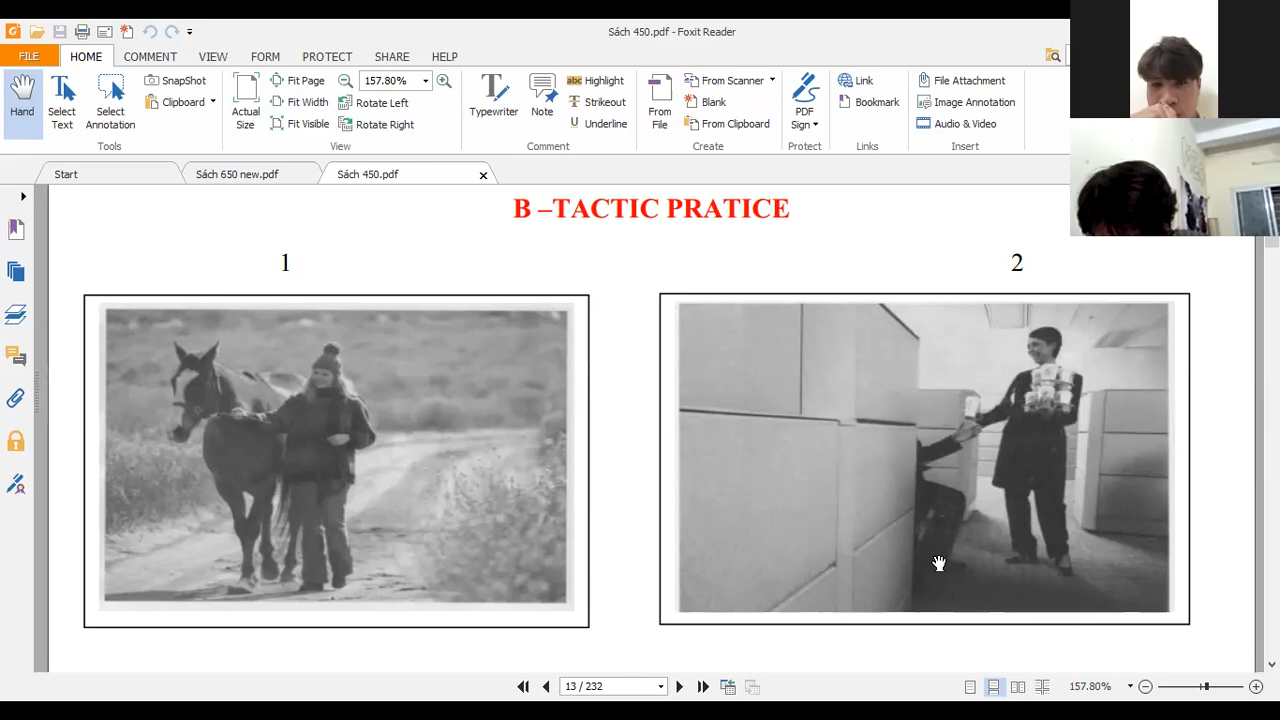 Sách 450.pdf - Foxit Reader
FILE HOME COMMENT VIEW FORM PROTECT SHARE HELP
Hand
Select Text
Select Annotation
SnapShot
Clipboard
Tools
Actual Size
Fit Page
Fit Width
Fit Visible
157.80%
Rotate Left
Rotate Right
View
Typewriter
Note
Highlight
Strikeout
Underline
Comment
From File
From Scanner
Blank
From Clipboard
Create
PDF Sign
Protect
Link
Bookmark
Links
File Attachment
Image Annotation
Audio & Video
Insert
Start
Sách 650 new.pdf
Sách 450.pdf
B –TACTIC PRATICE
1 2
13 / 232
157.80%